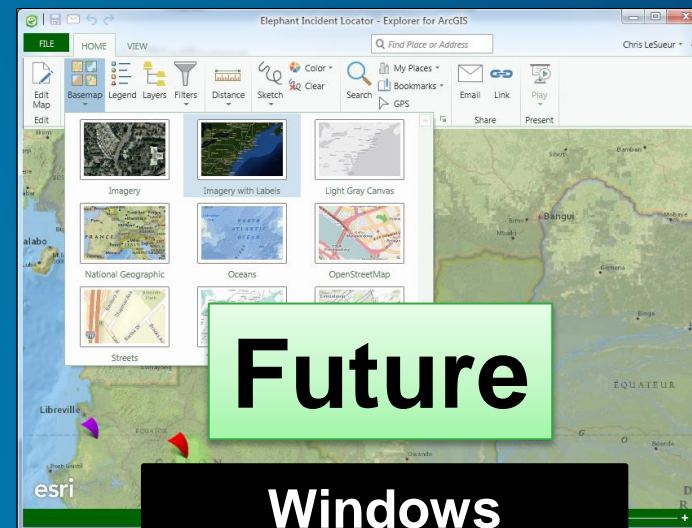 Elephant Incident Locator - Explorer for ArcGIS
FILE HOME VIEW
Find Place or Address
Chris LeSueur
Edit Map
Basemap Legend Layers Filters Distance Sketch
Color
Clear
Search
My Places
Bookmarks
GPS
Email Link Play
Edit Share Present
Imagery Imagery with Labels Light Gray Canvas
National Geographic Oceans OpenStreetMap
Streets
Bangui
Libreville
ÉQUATEUR
esri
Future
Windows